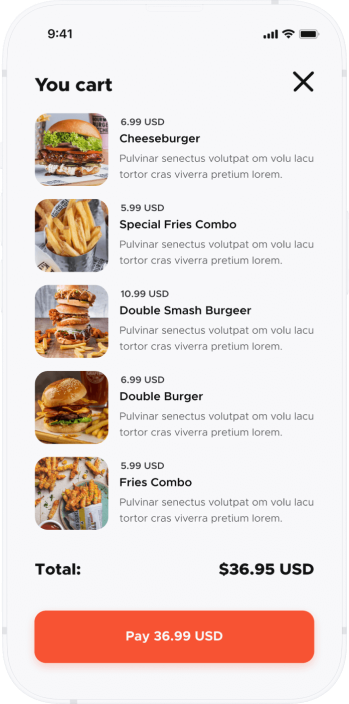 9:41
You cart
6.99 USD
Cheeseburger
Pulvinar senectus volutpat om volu lacu
tortor cras viverra pretium lorem.
5.99 USD
Special Fries Combo
Pulvinar senectus volutpat om volu lacu
tortor cras viverra pretium lorem.
10.99 USD
Double Smash Burgeer
Pulvinar senectus volutpat om volu lacu
tortor cras viverra pretium lorem.
6.99 USD
Double Burger
Pulvinar senectus volutpat om volu lacu
tortor cras viverra pretium lorem.
5.99 USD
Fries Combo
Pulvinar senectus volutpat om volu lacu
tortor cras viverra pretium lorem.
Total: $36.95 USD
Pay 36.99 USD